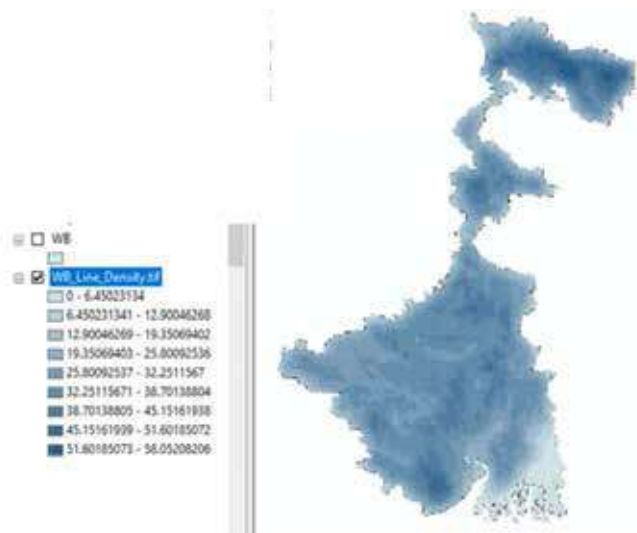 WB
WB_Line_Density.tif
0 - 6.45023134
6.450231341 - 12.90046268
12.90046269 - 19.35069402
19.35069403 - 25.80092536
25.80092537 - 32.2511567
32.25115671 - 38.70138804
38.70138805 - 45.15161938
45.15161939 - 51.60185072
51.60185073 - 58.05208206